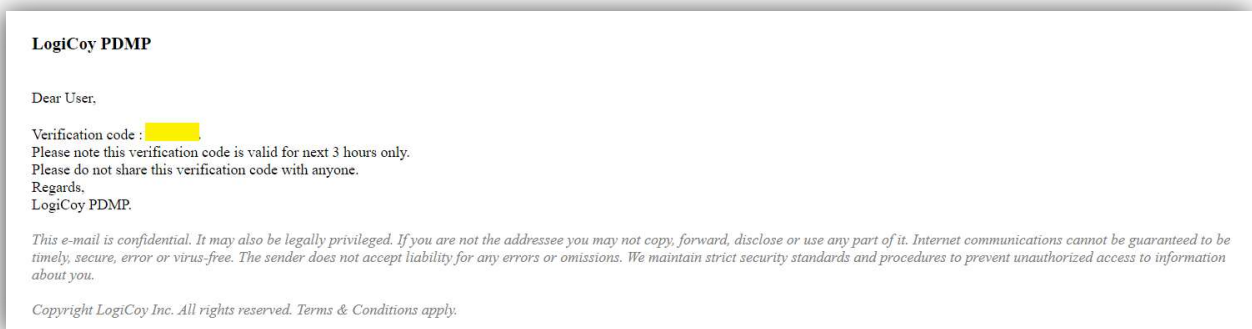 LogiCoy PDMP
Dear User,
Verification code : .
Please note this verification code is valid for next 3 hours only.
Please do not share this verification code with anyone.
Regards,
LogiCoy PDMP.
This e-mail is confidential. It may also be legally privileged. If you are not the addressee you may not copy, forward, disclose or use any part of it. Internet communications cannot be guaranteed to be
timely, secure, error or virus-free. The sender does not accept liability for any errors or omissions. We maintain strict security standards and procedures to prevent unauthorized access to information
about you.
Copyright LogiCoy Inc. All rights reserved. Terms & Conditions apply.